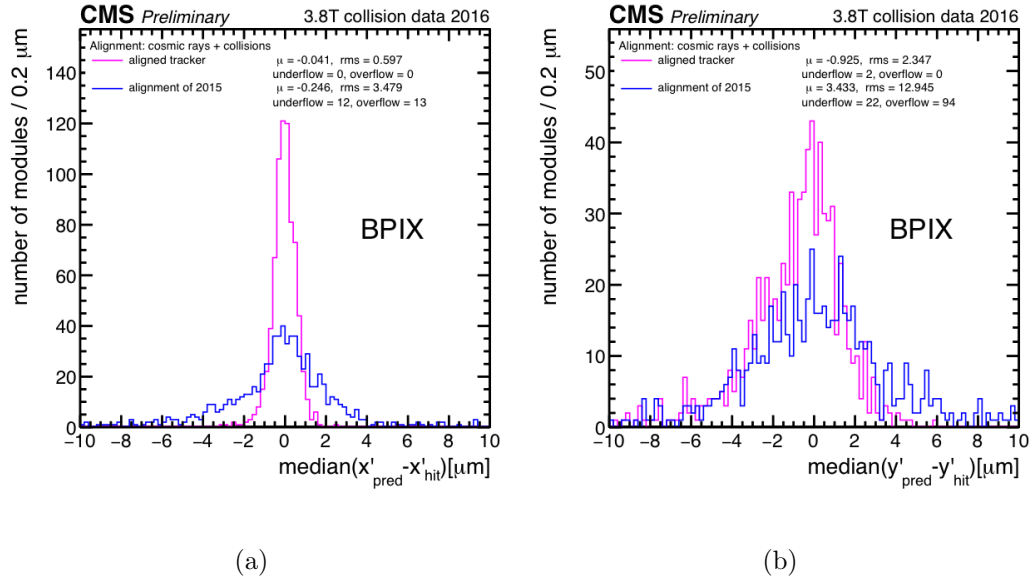 CMS Preliminary 3.8T collision data 2016
Alignment: cosmic rays + collisions
aligned tracker
μ = -0.041, rms = 0.597
underflow = 0, overflow = 0
alignment of 2015
μ = -0.246, rms = 3.479
underflow = 12, overflow = 13
BPIX
number of modules / 0.2 μm
140
120
100
80
60
40
20
0
−10 −8 −6 −4 −2 0 2 4 6 8 10
median(x'pred-x'hit)[μm]
(a)
CMS Preliminary 3.8T collision data 2016
Alignment: cosmic rays + collisions
aligned tracker
μ = -0.925, rms = 2.347
underflow = 2, overflow = 0
alignment of 2015
μ = 3.433, rms = 12.945
underflow = 22, overflow = 94
BPIX
number of modules / 0.2 μm
50
40
30
20
10
0
−10 −8 −6 −4 −2 0 2 4 6 8 10
median(y'pred-y'hit)[μm]
(b)